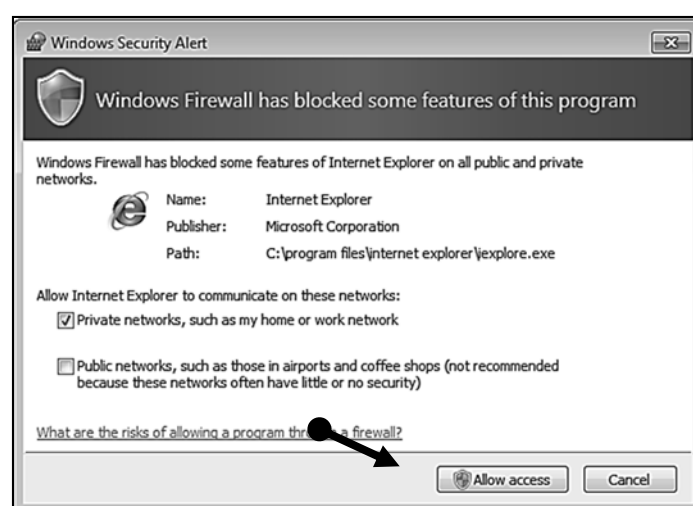 Windows Security Alert
Windows Firewall has blocked some features of this program
Windows Firewall has blocked some features of Internet Explorer on all public and private
networks.
Name: Internet Explorer
Publisher: Microsoft Corporation
Path: C:\program files\internet explorer\iexplore.exe
Allow Internet Explorer to communicate on these networks:
Private networks, such as my home or work network
Public networks, such as those in airports and coffee shops (not recommended
because these networks often have little or no security)
What are the risks of allowing a program through a firewall?
Allow access Cancel